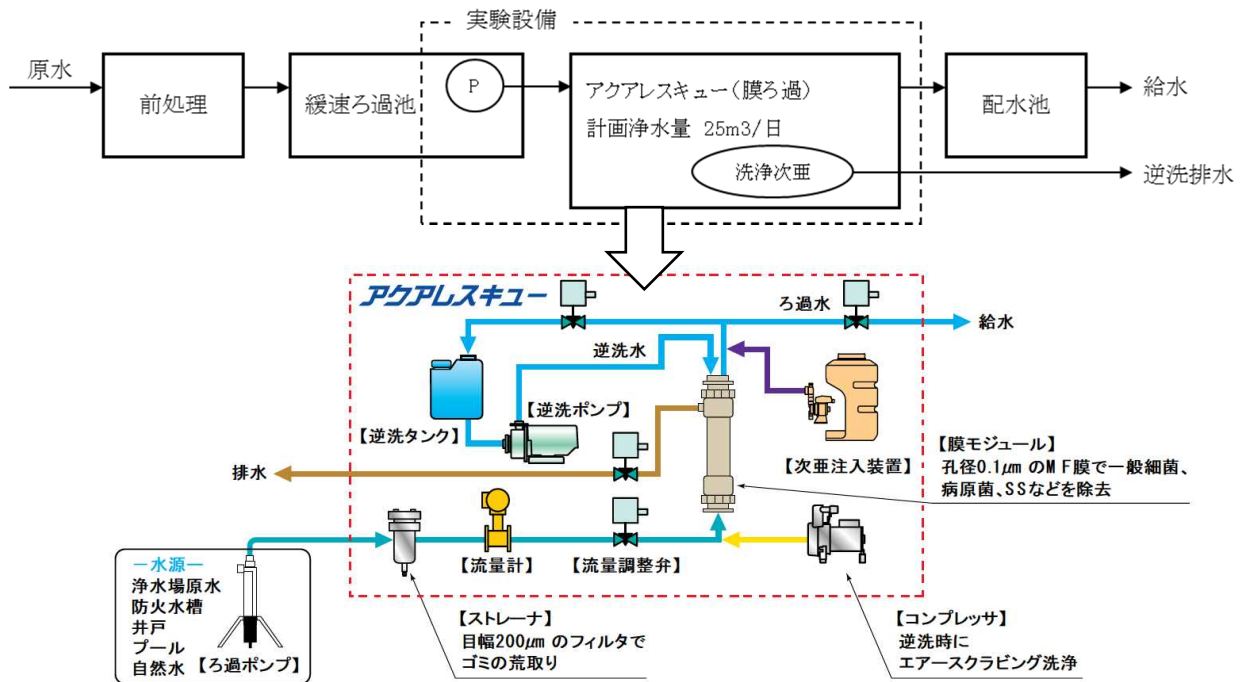 実験設備
原水
前処理
緩速ろ過池
P
アクアレスキュー(膜ろ過)
計画浄水量 25m3/日
洗浄次亜
配水池
給水
逆洗排水
アクアレスキュー
ろ過水
給水
逆洗水
【逆洗タンク】
【逆洗ポンプ】
【次亜注入装置】
排水
【膜モジュール】
孔径0.1μmのMF膜で一般細菌、
病原菌、SSなどを除去
【流量計】
【流量調整弁】
―水源―
浄水場原水
防火水槽
井戸
プール
自然水
【ろ過ポンプ】
【ストレーナ】
目幅200μmのフィルタで
ゴミの荒取り
【コンプレッサ】
逆洗時に
エアースクラビング洗浄